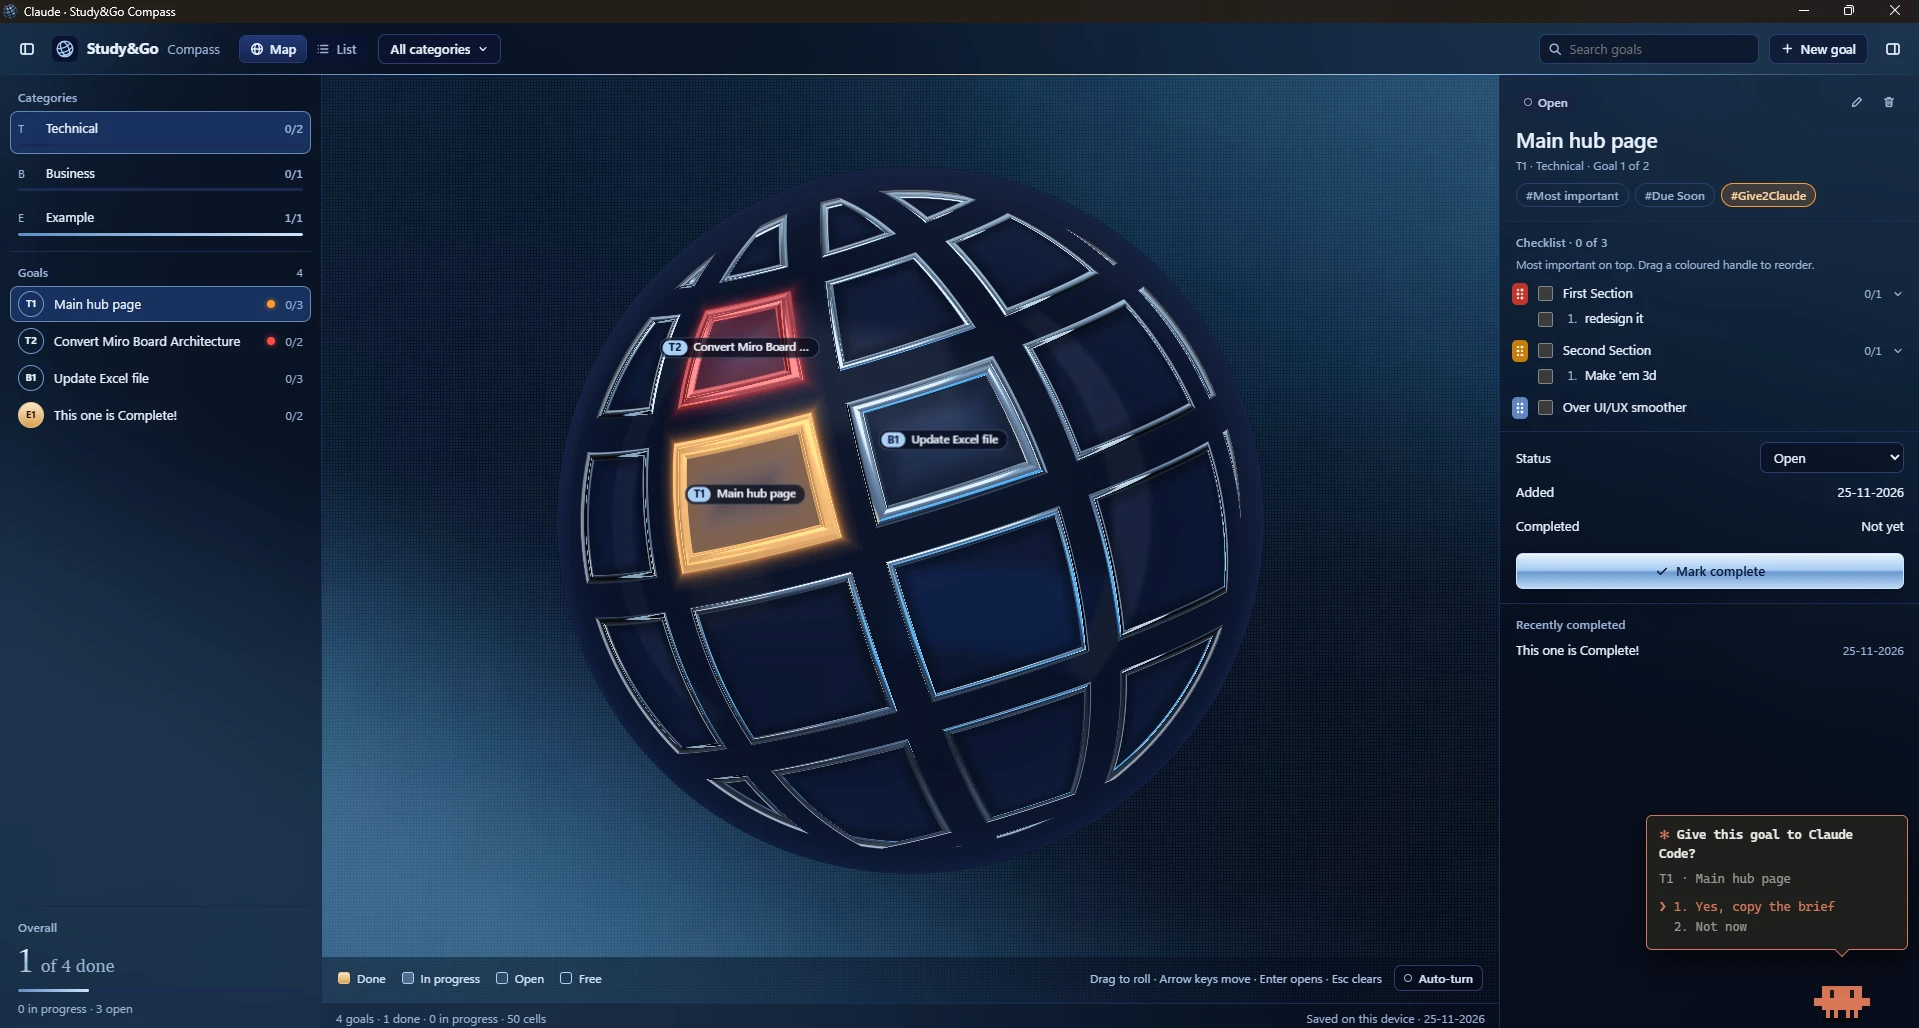 Claude · Study&Go Compass
Study&Go Compass
Map
List
All categories
Search goals
+ New goal
Categories
T Technical 0/2
B Business 0/1
E Example 1/1
Goals 4
T1 Main hub page 0/3
T2 Convert Miro Board Architecture 0/2
B1 Update Excel file 0/3
E1 This one is Complete! 0/2
Overall
1 of 4 done
0 in progress · 3 open
T2 Convert Miro Board ...
B1 Update Excel file
T1 Main hub page
Done
In progress
Open
Free
Drag to roll · Arrow keys move · Enter opens · Esc clears
Auto-turn
4 goals · 1 done · 0 in progress · 50 cells
Saved on this device · 25-11-2026
Open
Main hub page
T1 · Technical · Goal 1 of 2
#Most important
#Due Soon
#Give2Claude
Checklist · 0 of 3
Most important on top. Drag a coloured handle to reorder.
First Section 0/1
1. redesign it
Second Section 0/1
1. Make 'em 3d
Over UI/UX smoother
Status Open
Added 25-11-2026
Completed Not yet
✓ Mark complete
Recently completed
This one is Complete! 25-11-2026
✻ Give this goal to Claude
Code?
T1 · Main hub page
❯ 1. Yes, copy the brief
2. Not now